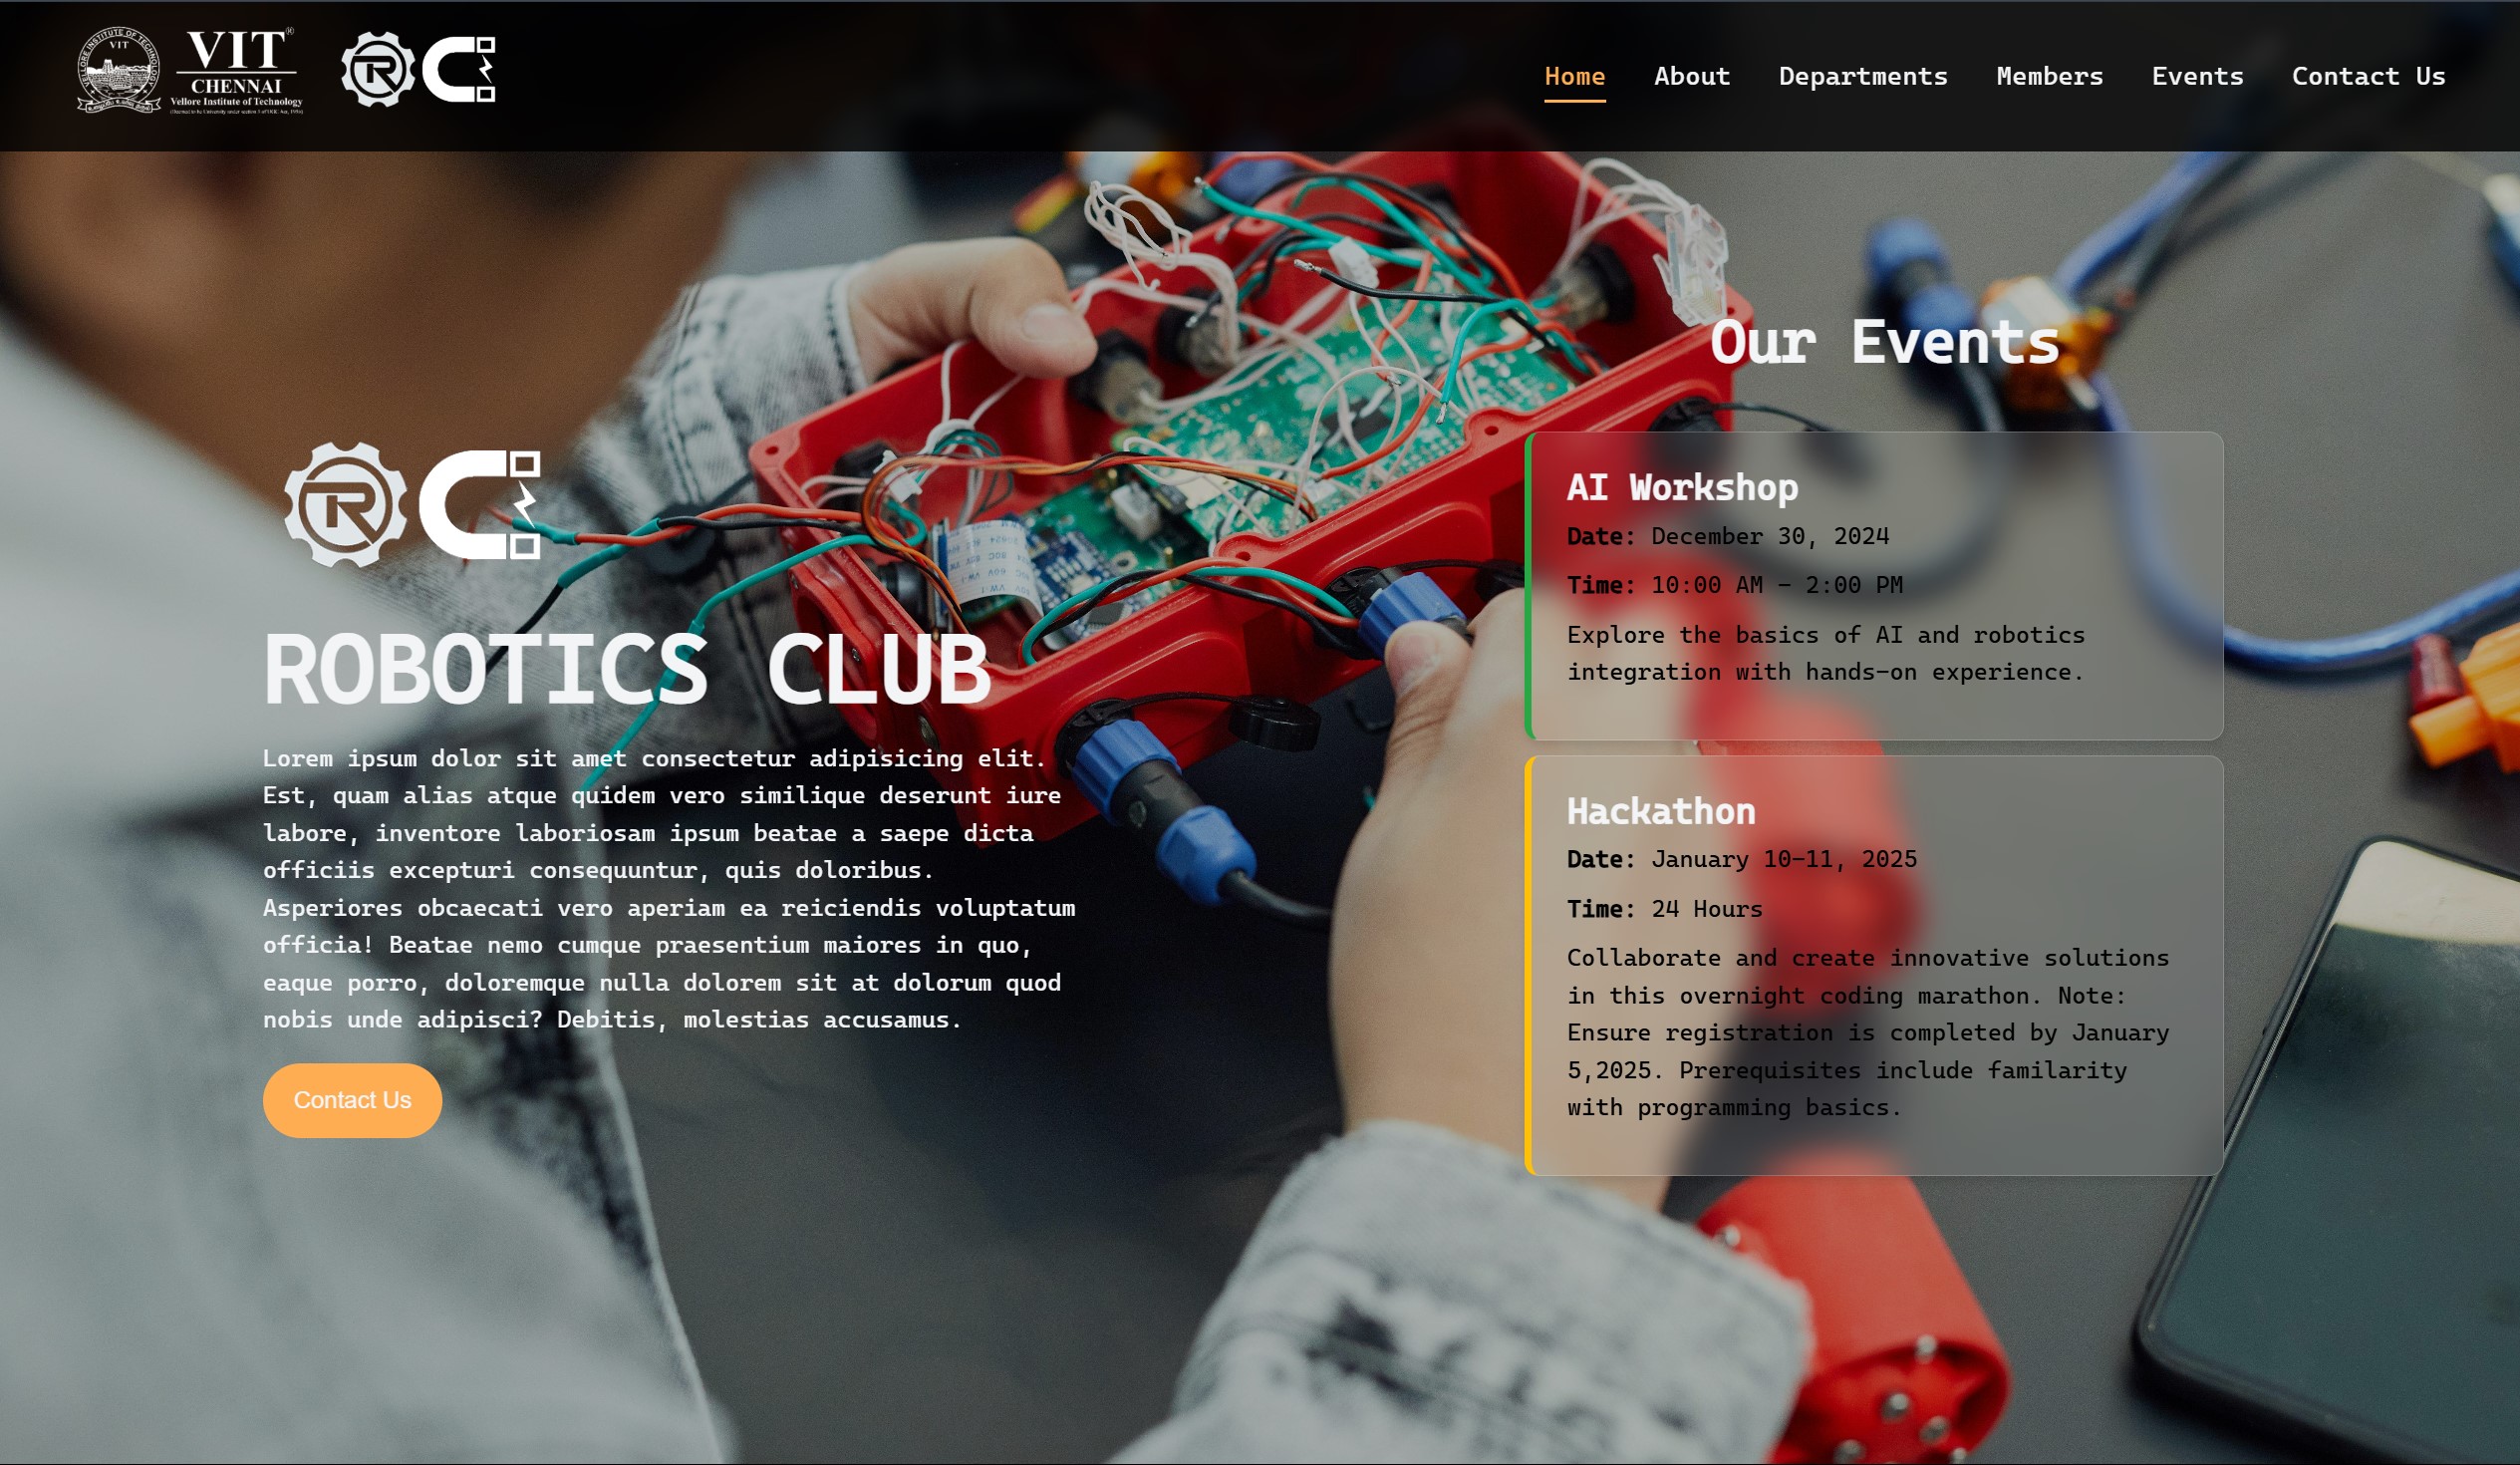 VIT
VELLORE INSTITUTE OF TECHNOLOGY
VIT®
CHENNAI
Vellore Institute of Technology
R C
Home About Departments Members Events Contact Us
R C
ROBOTICS CLUB
Lorem ipsum dolor sit amet consectetur adipisicing elit.
Est, quam alias atque quidem vero similique deserunt iure
labore, inventore laboriosam ipsum beatae a saepe dicta
officiis excepturi consequuntur, quis doloribus.
Asperiores obcaecati vero aperiam ea reiciendis voluptatum
officia! Beatae nemo cumque praesentium maiores in quo,
eaque porro, doloremque nulla dolorem sit at dolorum quod
nobis unde adipisci? Debitis, molestias accusamus.
Contact Us
Our Events
AI Workshop
Date: December 30, 2024
Time: 10:00 AM - 2:00 PM
Explore the basics of AI and robotics
integration with hands-on experience.
Hackathon
Date: January 10-11, 2025
Time: 24 Hours
Collaborate and create innovative solutions
in this overnight coding marathon. Note:
Ensure registration is completed by January
5,2025. Prerequisites include familarity
with programming basics.